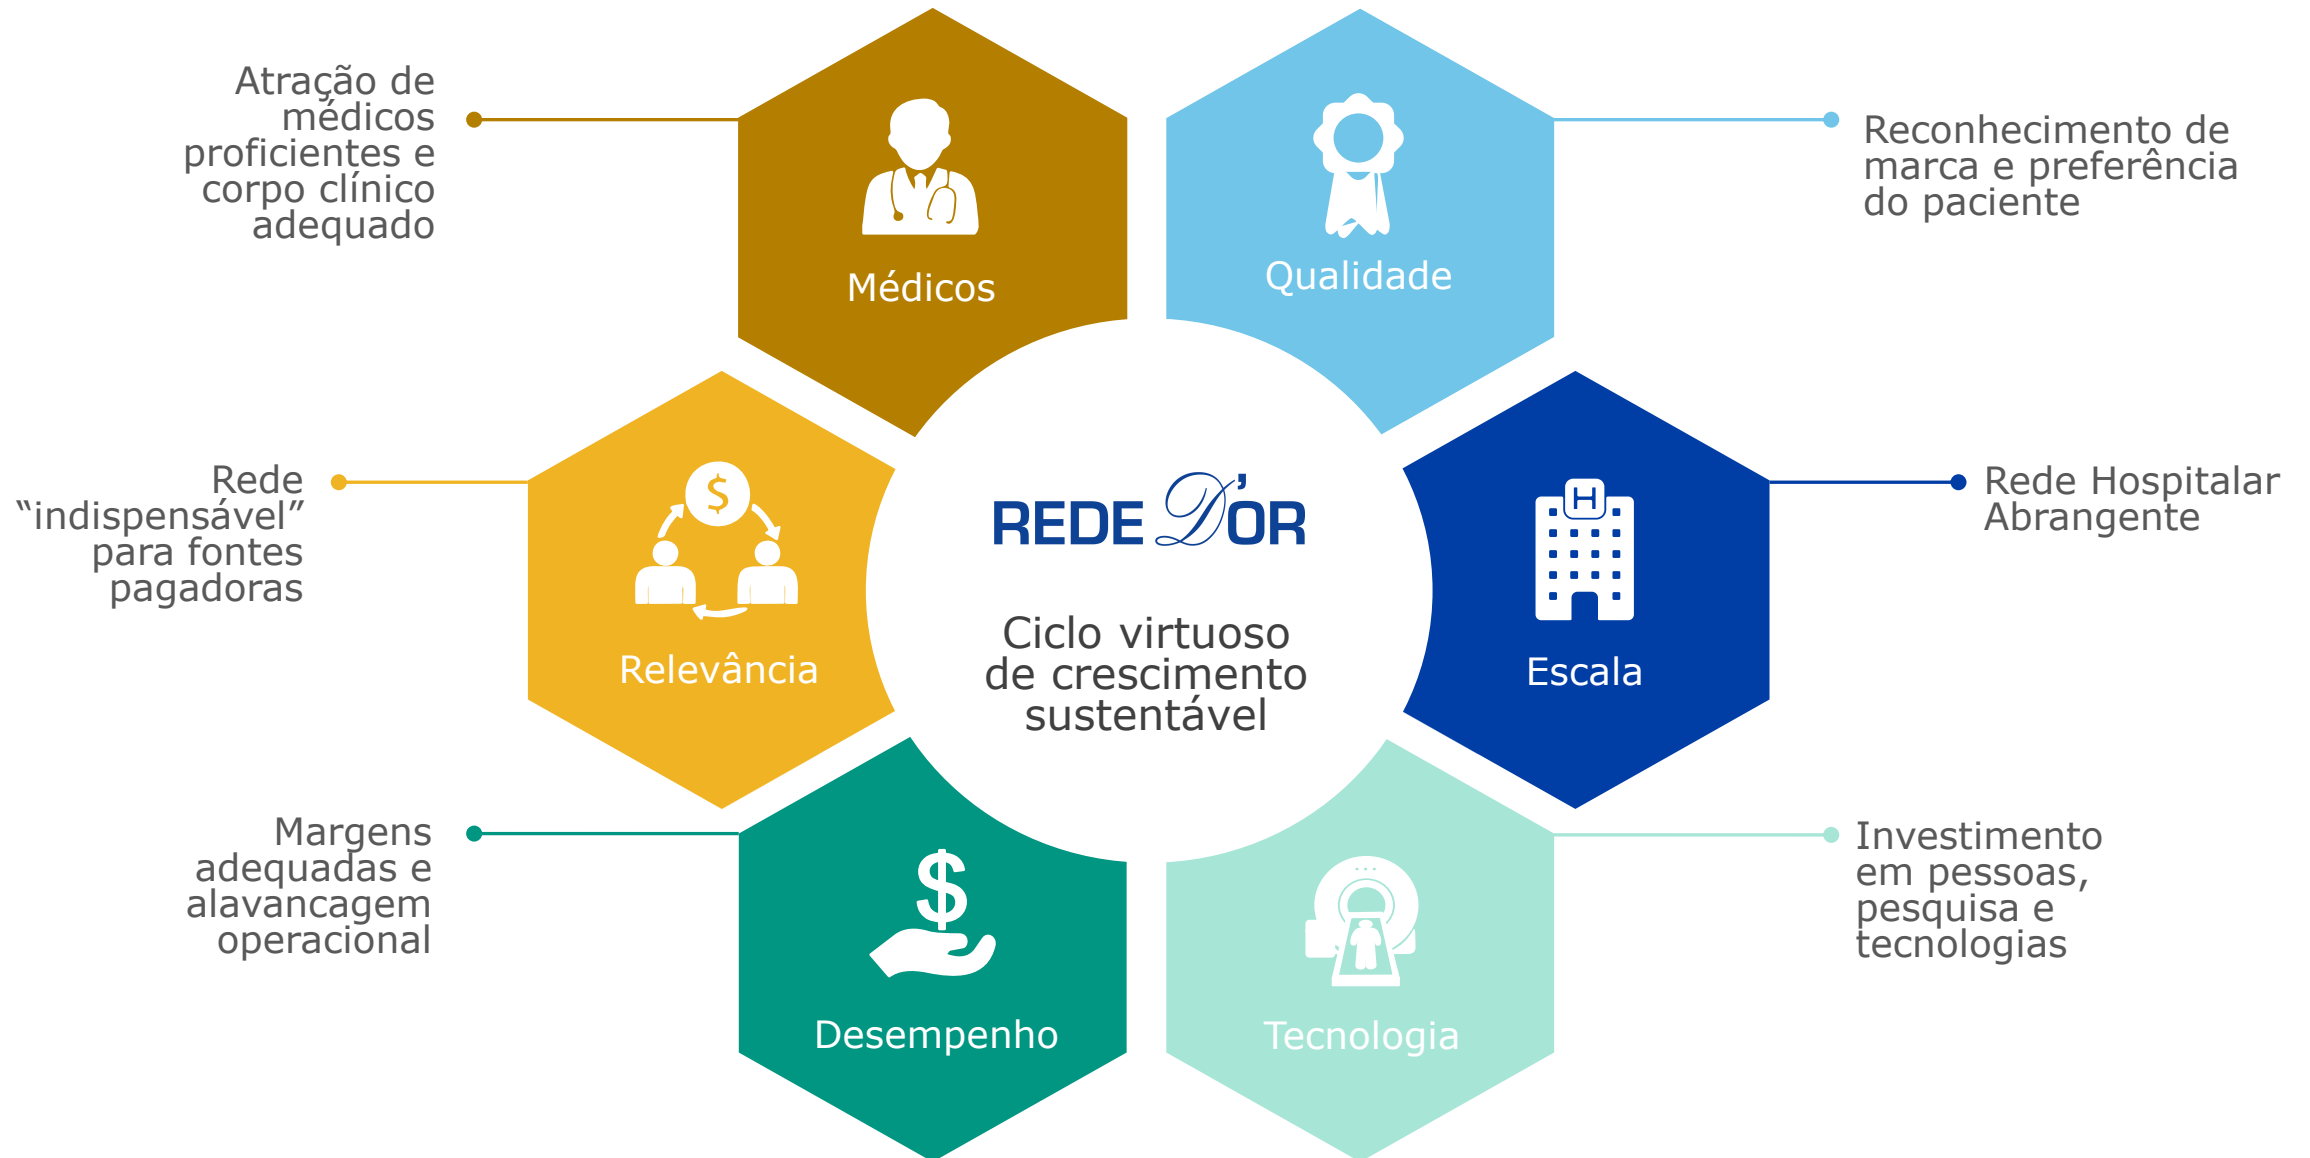 Atração de
médicos
proficientes e
corpo clínico
adequado
Médicos
Qualidade
Reconhecimento de
marca e preferência
do paciente
Rede
“indispensável”
para fontes
pagadoras
$
Relevância
REDE D'OR
Ciclo virtuoso
de crescimento
sustentável
H
Escala
Rede Hospitalar
Abrangente
Margens
adequadas e
alavancagem
operacional
$
Desempenho
Tecnologia
Investimento
em pessoas,
pesquisa e
tecnologias